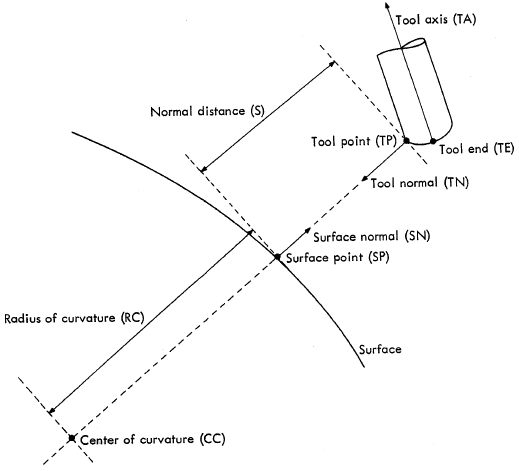 Tool axis (TA)
Normal distance (S)
Tool point (TP)
Tool end (TE)
Tool normal (TN)
Surface normal (SN)
Surface point (SP)
Radius of curvature (RC)
Surface
Center of curvature (CC)